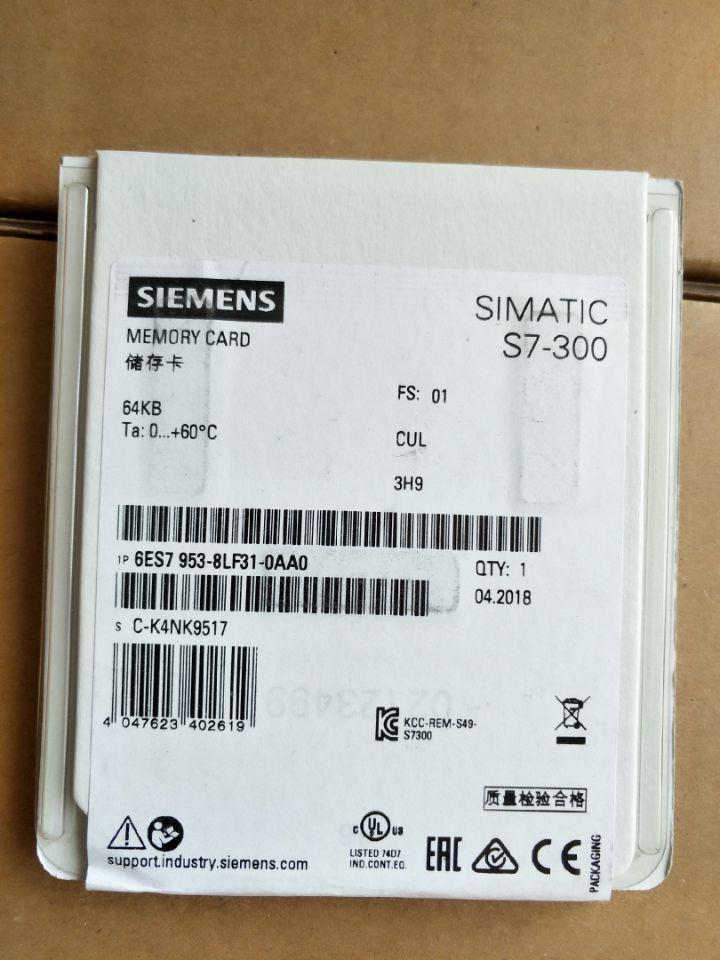 SIEMENS
SIMATIC
S7-300
MEMORY CARD
储存卡
64KB
Ta: 0...+60°C
FS: 01
CUL
3H9
1P 6ES7 953-8LF31-0AA0
QTY: 1
04.2018
S C-K4NK9517
4 047623 402619
KCC-REM-S49-
S7300
质量检验合格
support.industry.siemens.com
C UL US
LISTED 74D7
IND.CONT.EQ.
EAC
CE
PACKAGING